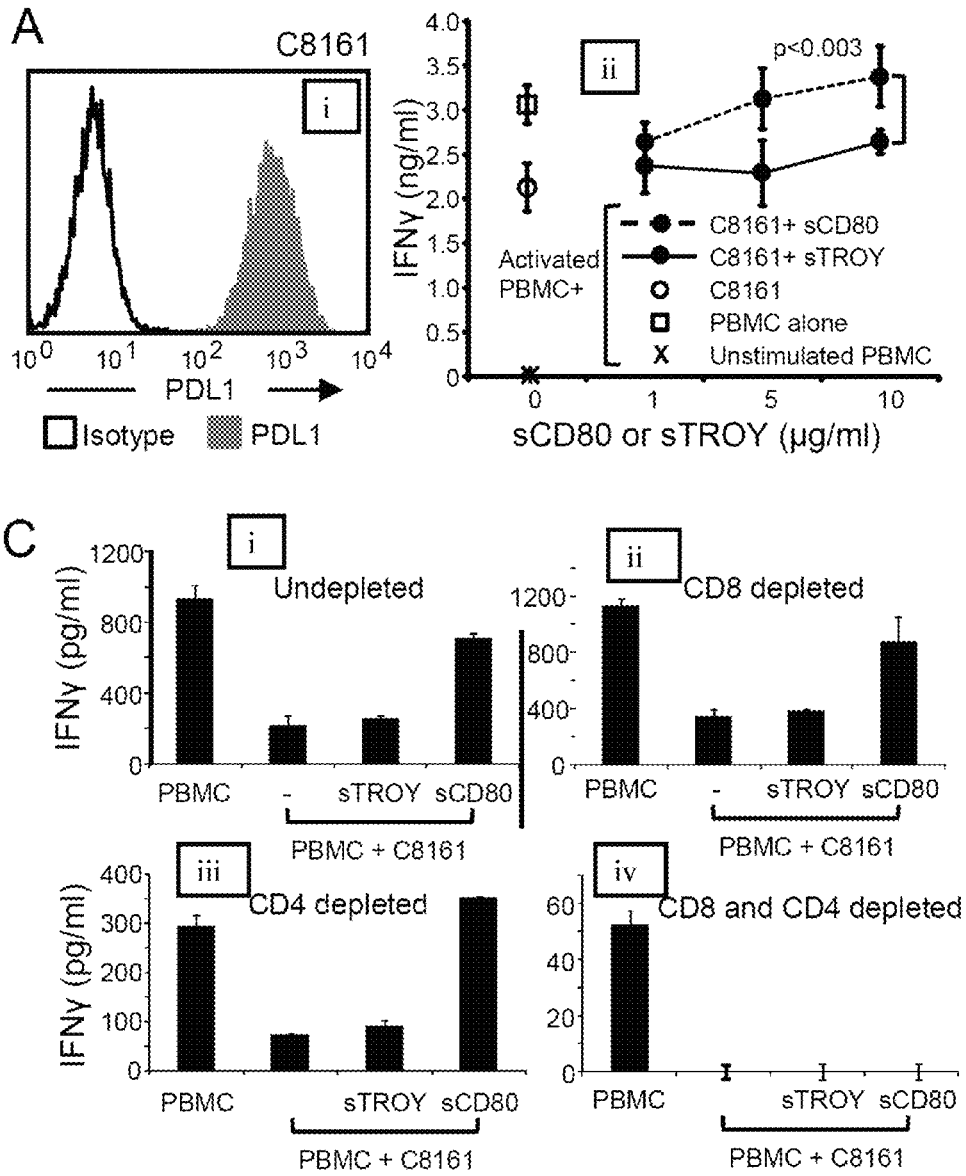 A
C8161
i
10^0 10^1 10^2 10^3 10^4
PDL1
Isotype PDL1
ii
p<0.003
IFNγ (ng/ml)
4.0
3.5
3.0
2.5
2.0
1.5
1.0
0.5
0
Activated
PBMC+
C8161+ sCD80
C8161+ sTROY
C8161
PBMC alone
Unstimulated PBMC
0 1 5 10
sCD80 or sTROY (µg/ml)
C
i
Undepleted
IFNγ (pg/ml)
1200
800
400
0
PBMC - sTROY sCD80
PBMC + C8161
ii
CD8 depleted
1200
800
400
0
PBMC - sTROY sCD80
PBMC + C8161
iii
CD4 depleted
IFNγ (pg/ml)
400
300
200
100
0
PBMC sTROY sCD80
PBMC + C8161
iv
CD8 and CD4 depleted
60
40
20
0
PBMC sTROY sCD80
PBMC + C8161